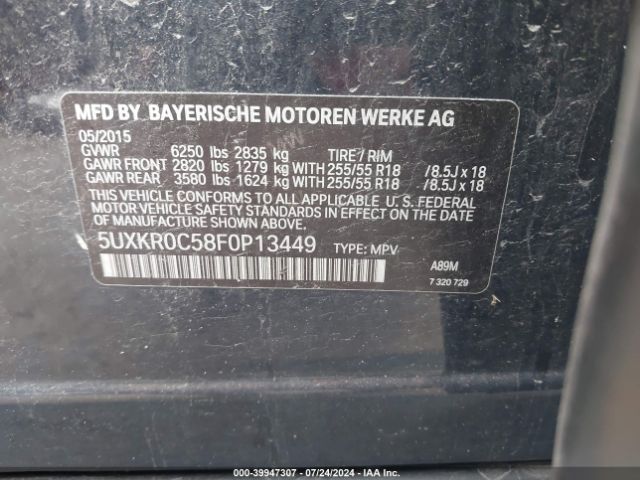 MFD BY BAYERISCHE MOTOREN WERKE AG
05/2015
GVWR 6250 lbs 2835 kg TIRE / RIM
GAWR FRONT 2820 lbs 1279 kg WITH 255/55 R18 /8.5J x 18
GAWR REAR 3580 lbs 1624 kg WITH 255/55 R18 /8.5J x 18
THIS VEHICLE CONFORMS TO ALL APPLICABLE U. S. FEDERAL
MOTOR VEHICLE SAFETY STANDARDS IN EFFECT ON THE DATE
OF MANUFACTURE SHOWN ABOVE.
5UXKR0C58F0P13449 TYPE: MPV
A89M
7 320 729
000-39947307 / 07/24/2024 - IAA Inc.